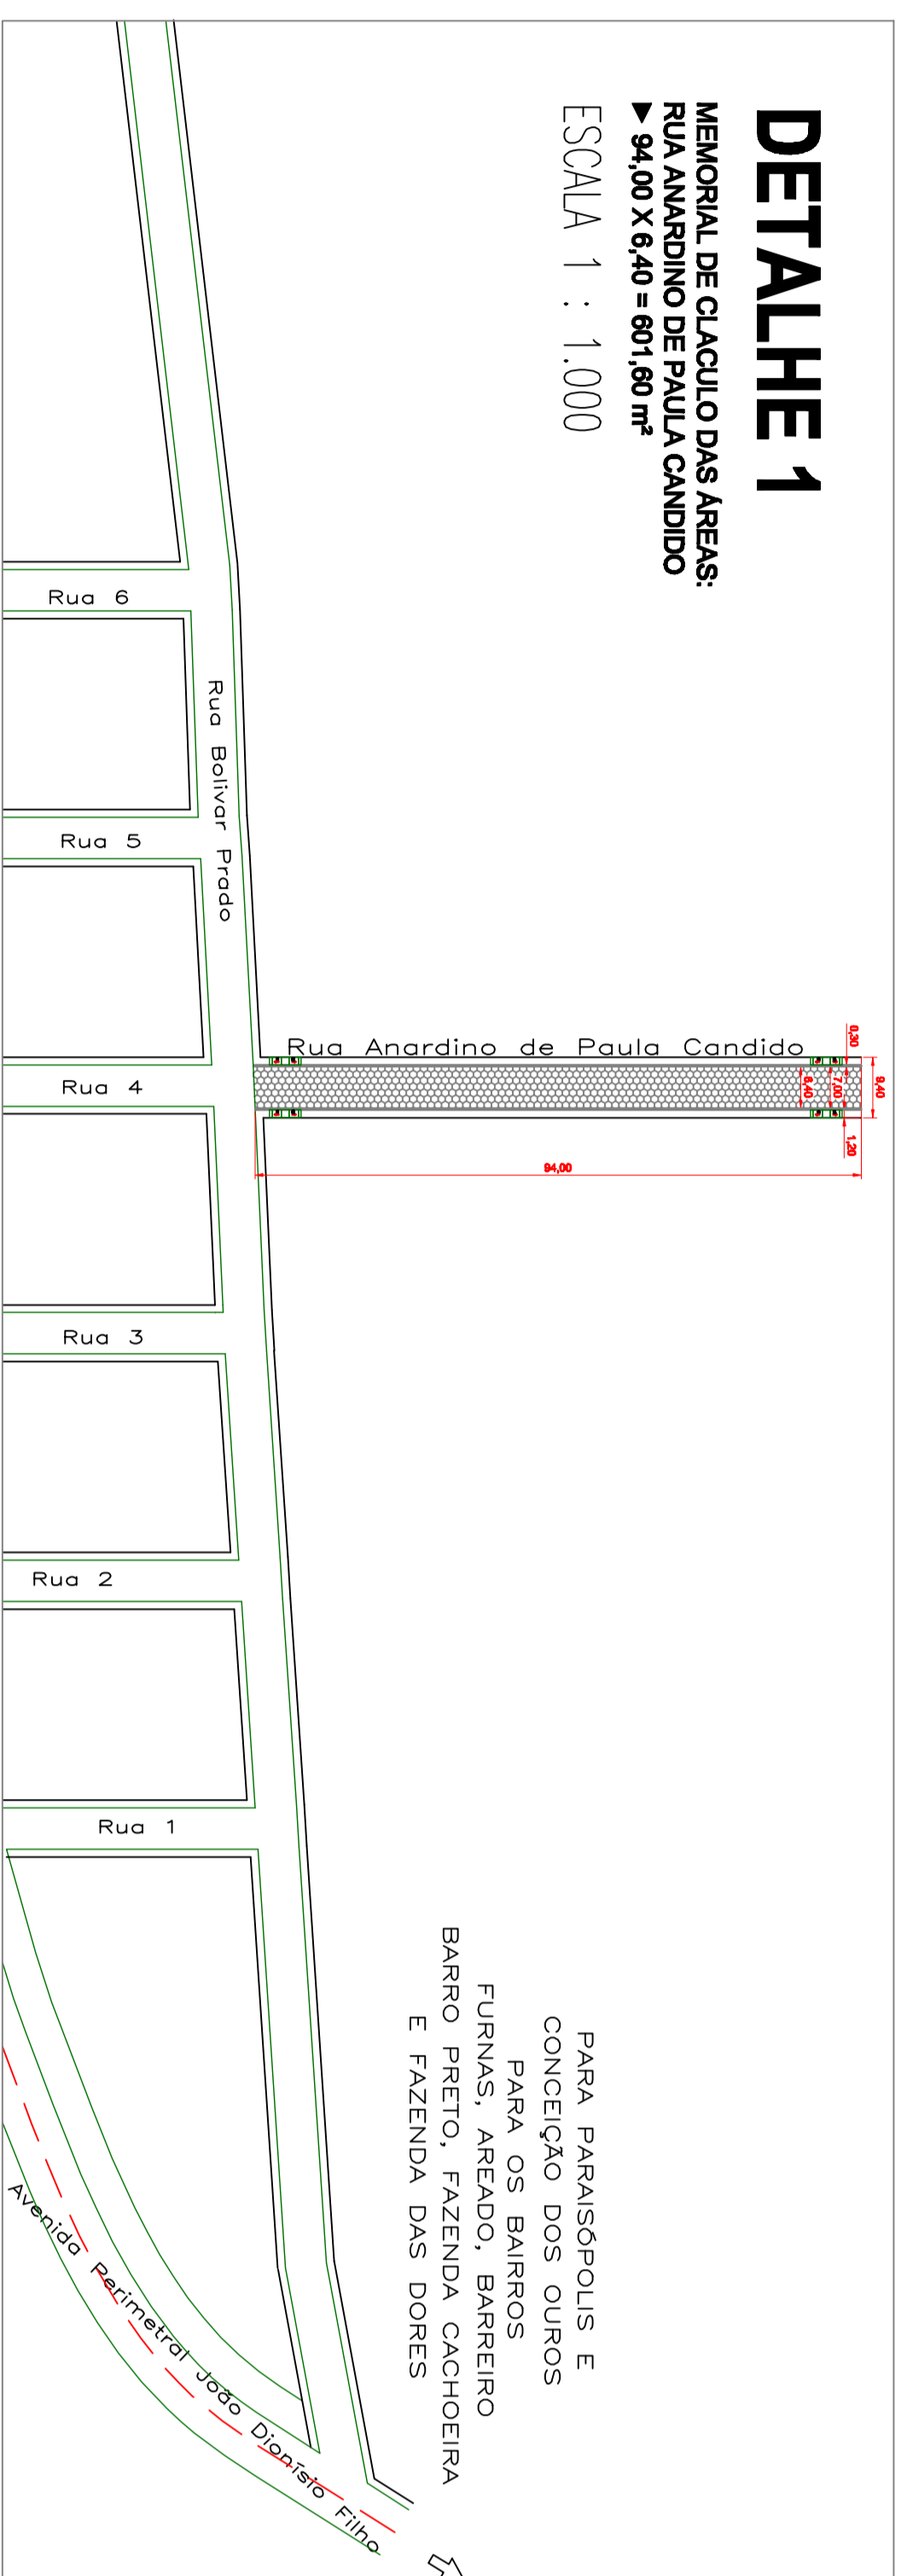 DETALHE 1
MEMORIAL DE CLACULO DAS ÁREAS:
RUA ANARDINO DE PAULA CANDIDO
► 94,00 X 6,40 = 601,60 m²
ESCALA 1 : 1.000
0,30
9,40
7,00
6,40
1,20
94,00
Rua Anardino de Paula Candido
Rua Bolivar Prado
Rua 6
Rua 5
Rua 4
Rua 3
Rua 2
Rua 1
PARA PARAISÓPOLIS E
CONCEIÇÃO DOS OUROS
PARA OS BAIRROS
FURNAS, AREADO, BARREIRO
BARRO PRETO, FAZENDA CACHOEIRA
E FAZENDA DAS DORES
Avenida Perimetral João Dionísio Filho